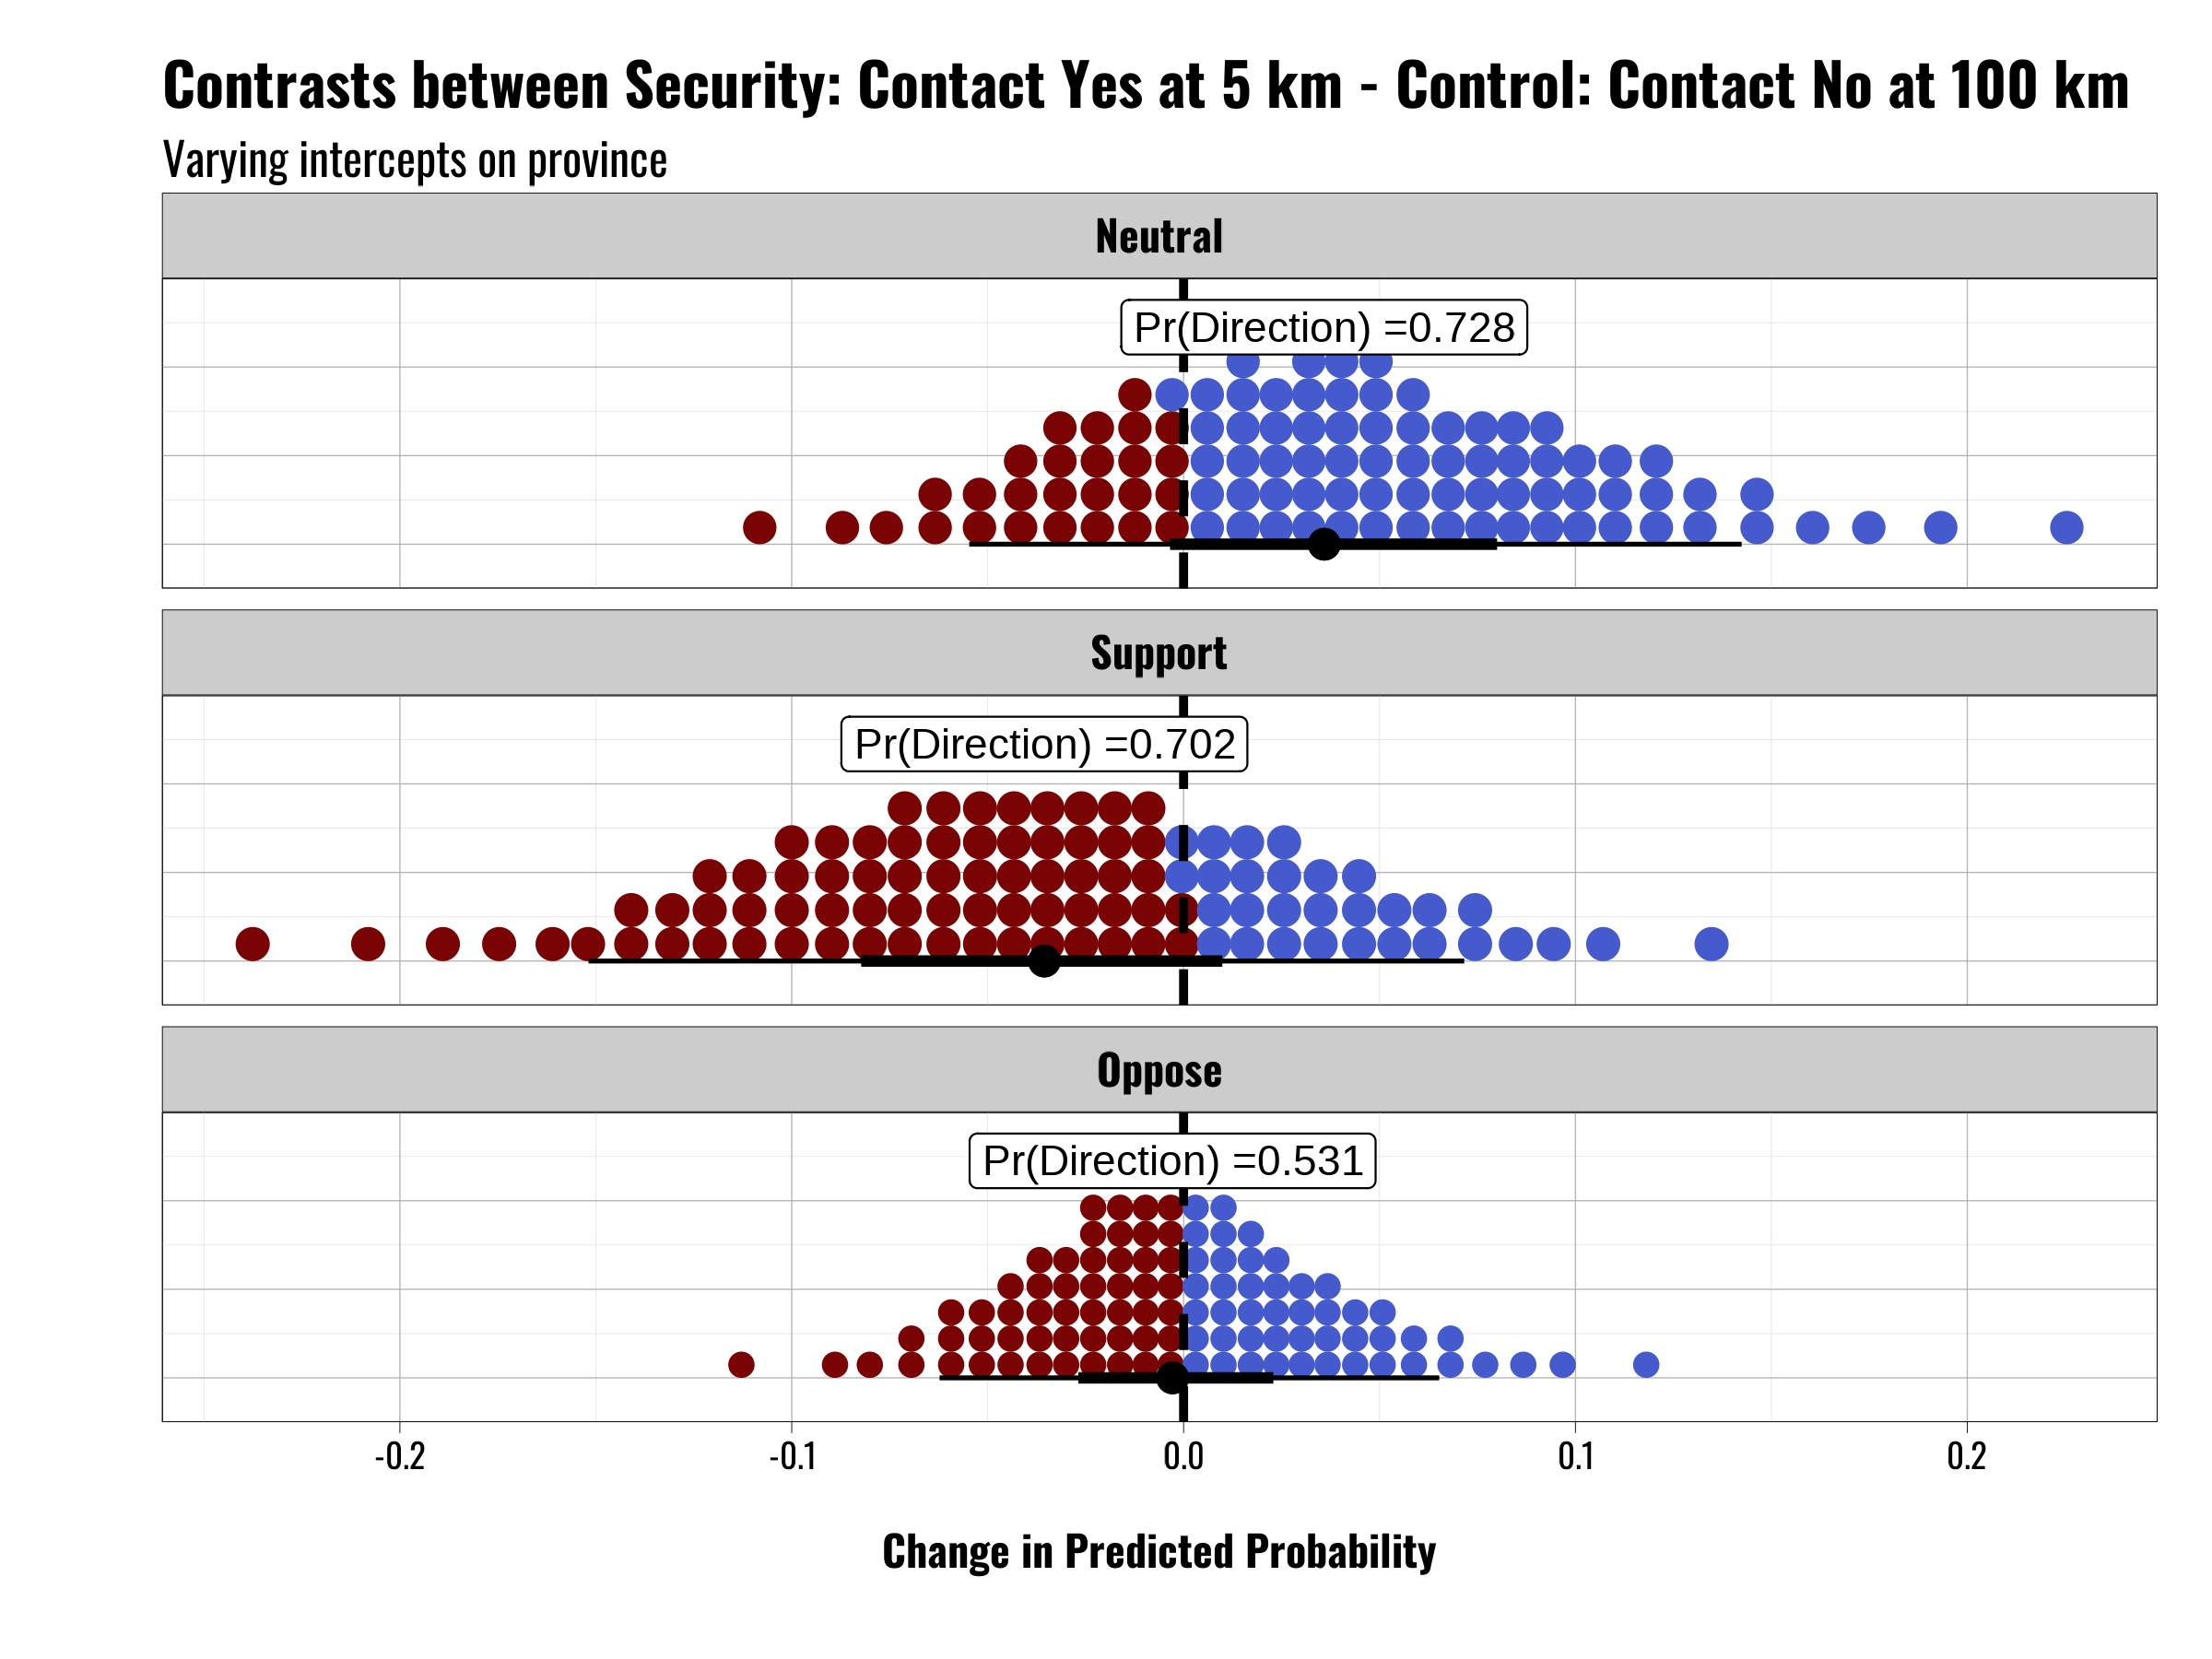 Contrasts between Security: Contact Yes at 5 km - Control: Contact No at 100 km
Varying intercepts on province
Neutral
Pr(Direction) =0.728
Support
Pr(Direction) =0.702
Oppose
Pr(Direction) =0.531
-0.2 -0.1 0.0 0.1 0.2
Change in Predicted Probability